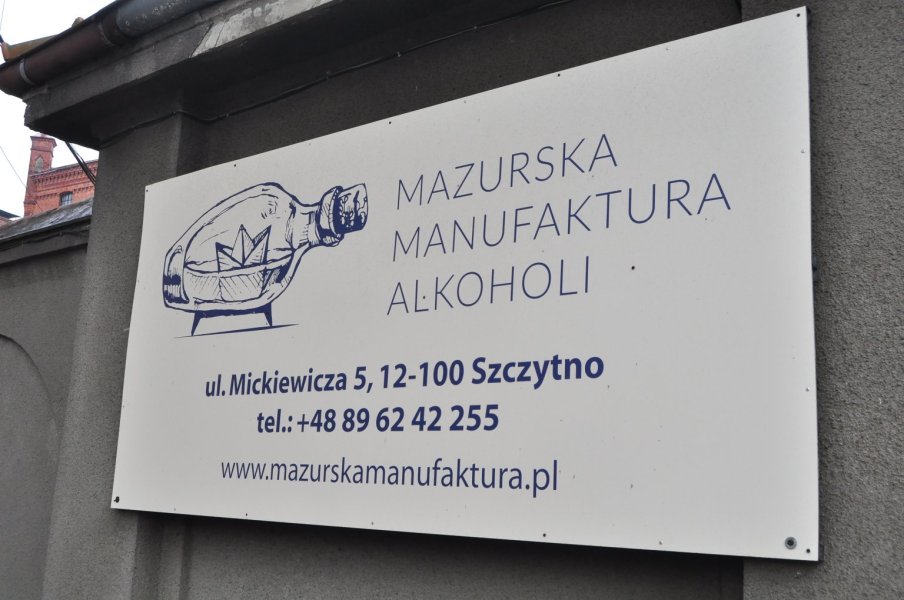 MAZURSKA
MANUFAKTURA
ALKOHOLI
ul. Mickiewicza 5, 12-100 Szczytno
tel.: +48 89 62 42 255
www.mazurskamanufaktura.pl